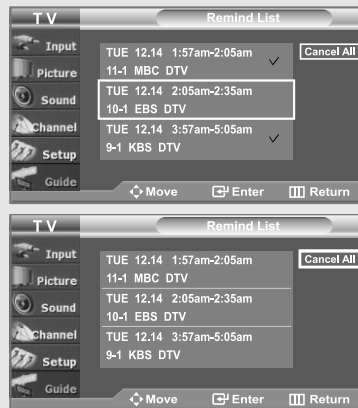 TV
Remind List
Input
Picture
Sound
Channel
Setup
Guide
TUE 12.14 1:57am-2:05am
11-1 MBC DTV
TUE 12.14 2:05am-2:35am
10-1 EBS DTV
TUE 12.14 3:57am-5:05am
9-1 KBS DTV
Cancel All
Move Enter Return
TV
Remind List
Input
Picture
Sound
Channel
Setup
Guide
TUE 12.14 1:57am-2:05am
11-1 MBC DTV
TUE 12.14 2:05am-2:35am
10-1 EBS DTV
TUE 12.14 3:57am-5:05am
9-1 KBS DTV
Cancel All
Move Enter Return